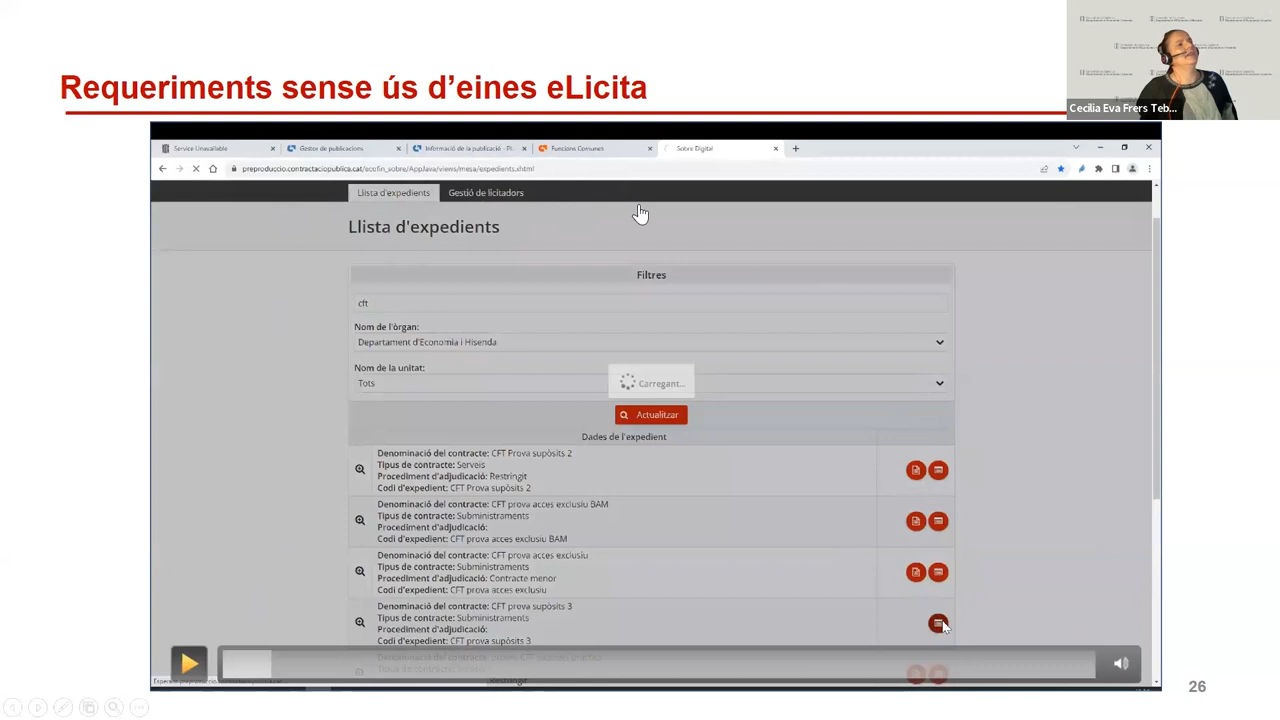 Requeriments sense ús d'eines eLicita
Cecilia Eva Frers Teb...
Service Unavailable
Gestor de publicacions
Informació de la publicació - Pl
Funcions Comunes
Sobre Digital
preproduccio.contractaciopublica.cat/ecofin_sobre/AppJava/views/mesa/expedients.xhtml
Llista d'expedients
Gestió de licitadors
Llista d'expedients
Filtres
cft
Nom de l'òrgan:
Departament d'Economia i Hisenda
Nom de la unitat:
Tots
Carregant...
Actualitzar
Dades de l'expedient
Denominació del contracte: CFT Prova supòsits 2
Tipus de contracte: Serveis
Procediment d'adjudicació: Restringit
Codi d'expedient: CFT Prova supòsits 2
Denominació del contracte: CFT prova acces exclusiu BAM
Tipus de contracte: Subministraments
Procediment d'adjudicació:
Codi d'expedient: CFT prova acces exclusiu BAM
Denominació del contracte: CFT prova acces exclusiu
Tipus de contracte: Subministraments
Procediment d'adjudicació: Contracte menor
Codi d'expedient: CFT prova acces exclusiu
Denominació del contracte: CFT prova supòsits 3
Tipus de contracte: Subministraments
Procediment d'adjudicació:
Codi d'expedient: CFT prova supòsits 3
26